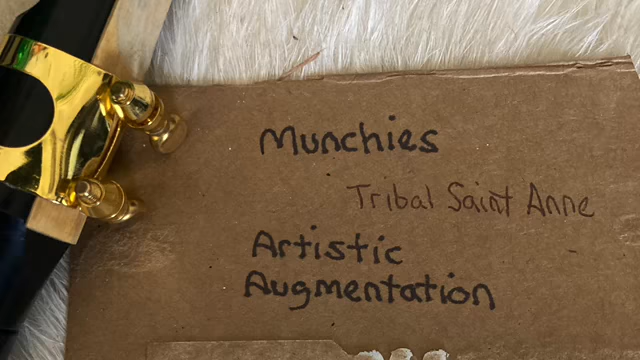 Munchies
Tribal Saint Anne
Artistic
Augmentation